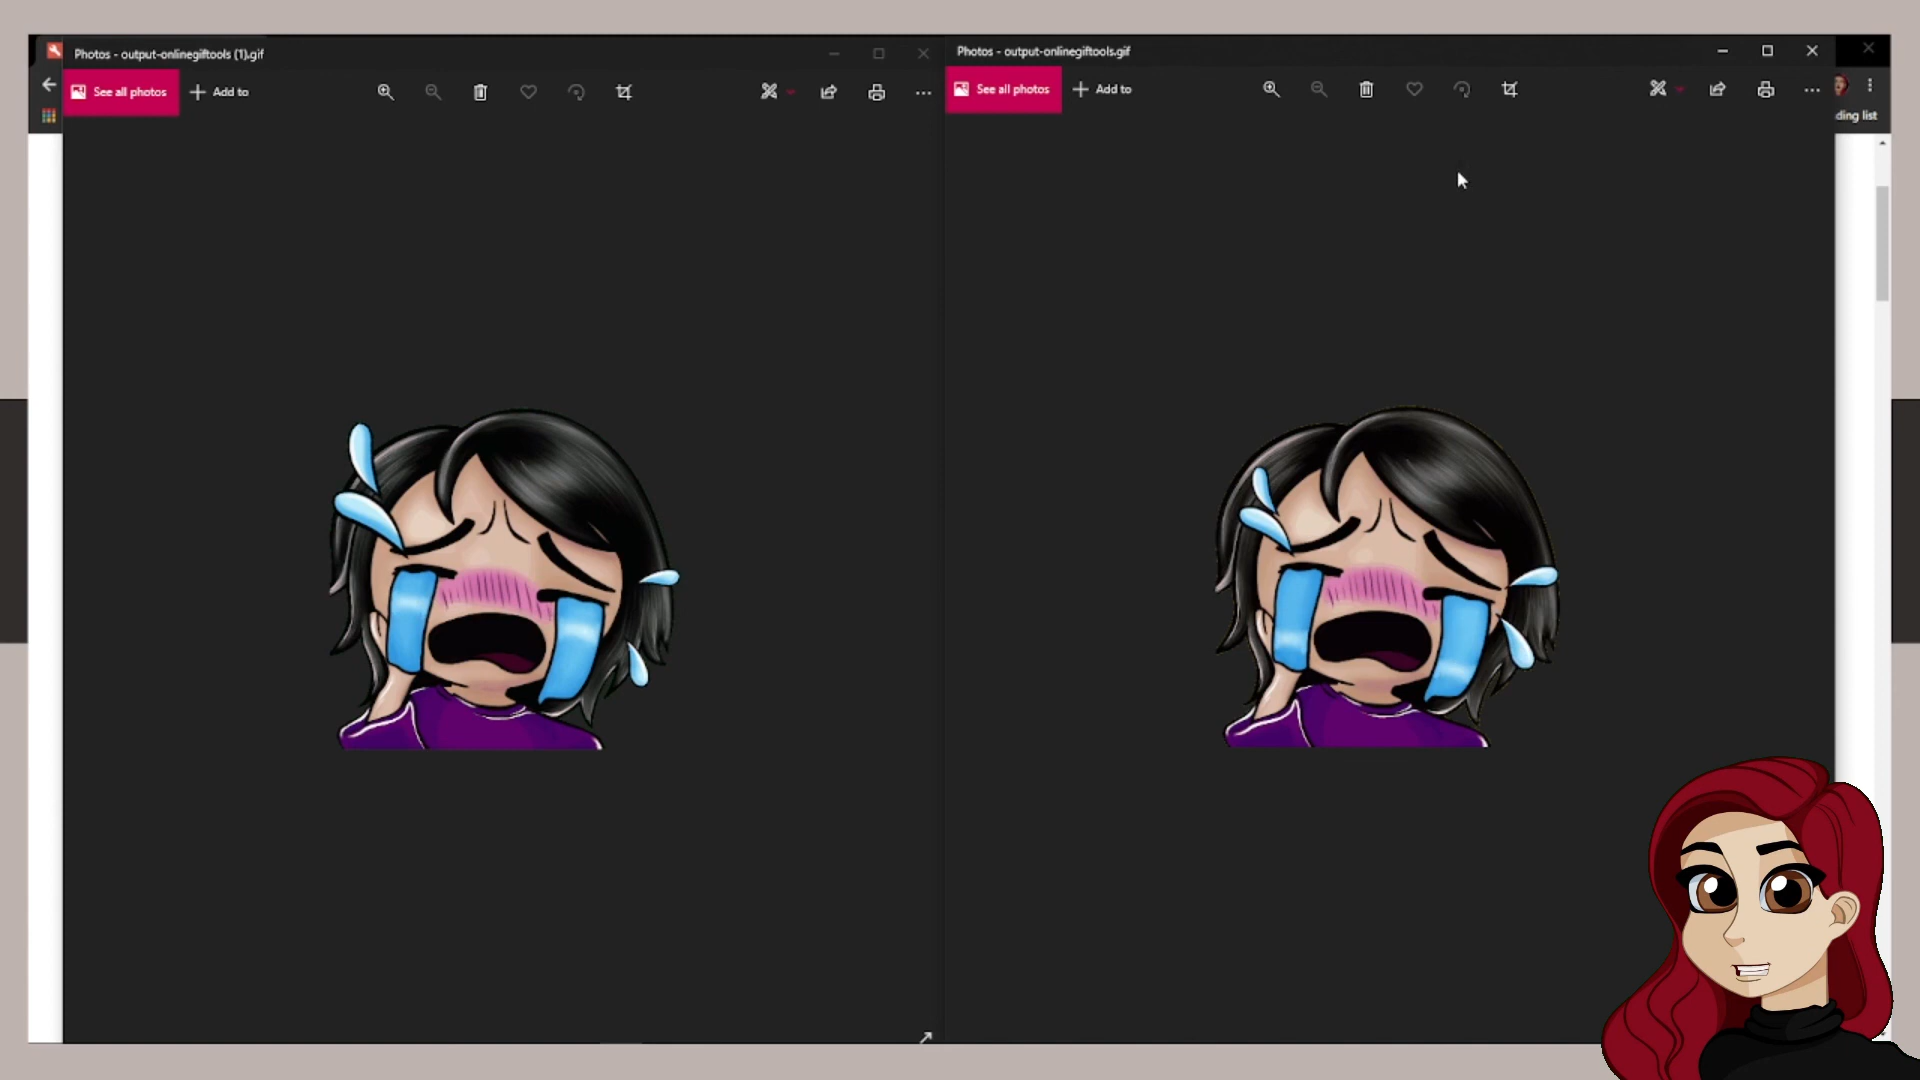 Photos - output-onlinegiftools (1).gif
See all photos
Add to
Photos - output-onlinegiftools.gif
See all photos
Add to
ding list